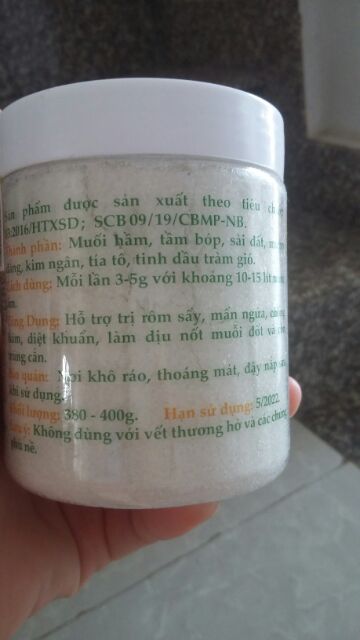 Sản phẩm được sản xuất theo tiêu chuẩn
/2016/HTXSD; SCB 09/19/CBMP-NB.
Thành phần: Muối hầm, tầm bóp, sài đất,
đắng, kim ngân, tía tô, tinh dầu tràm gió.
Cách dùng: Mỗi lần 3-5g với khoảng 10-15 lít
Công Dụng: Hỗ trợ trị rôm sẩy, mẩn ngứa,
diệt khuẩn, làm dịu nốt muỗi đốt và
trùng cắn.
Bảo quản: Nơi khô ráo, thoáng mát, đậy nắp
khi sử dụng.
Khối lượng: 380 - 400g. Hạn sử dụng: 5/2022
Lưu ý: Không dùng với vết thương hở và các chứng
phù nề.